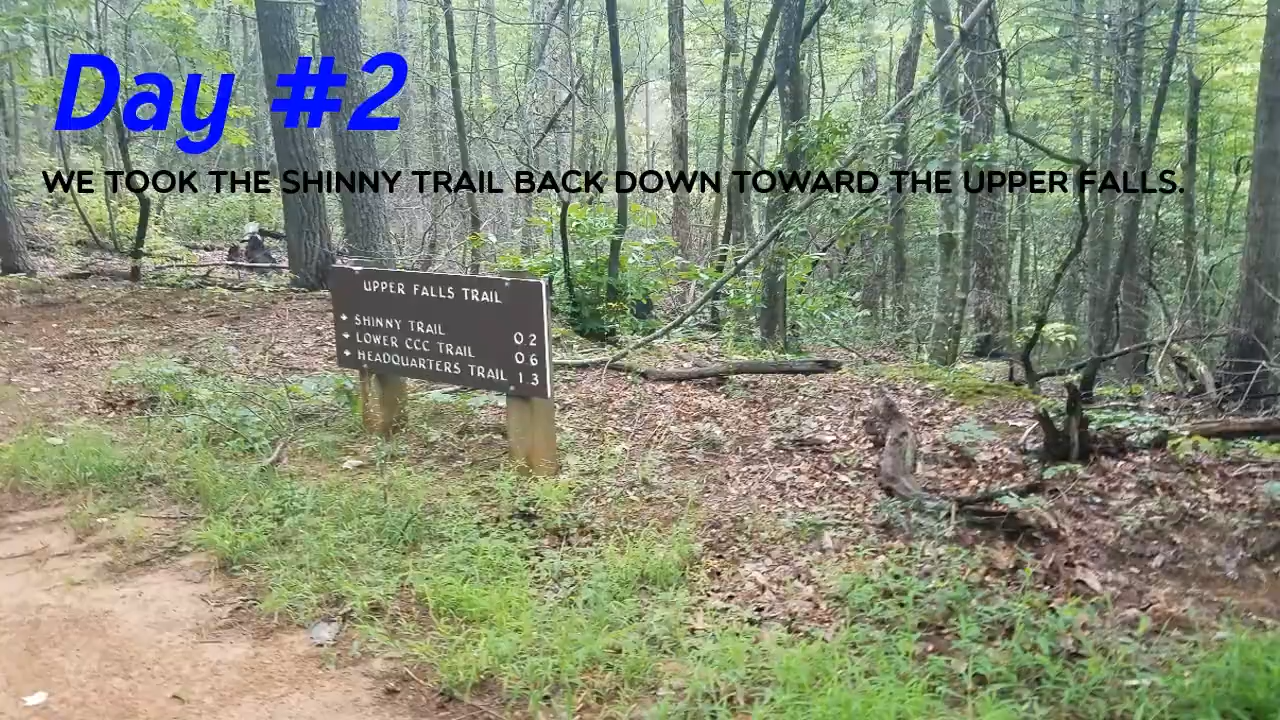 Day #2
WE TOOK THE SHINNY TRAIL BACK DOWN TOWARD THE UPPER FALLS.
UPPER FALLS TRAIL
SHINNY TRAIL 0.2
LOWER CCC TRAIL 0.6
HEADQUARTERS TRAIL 1.3